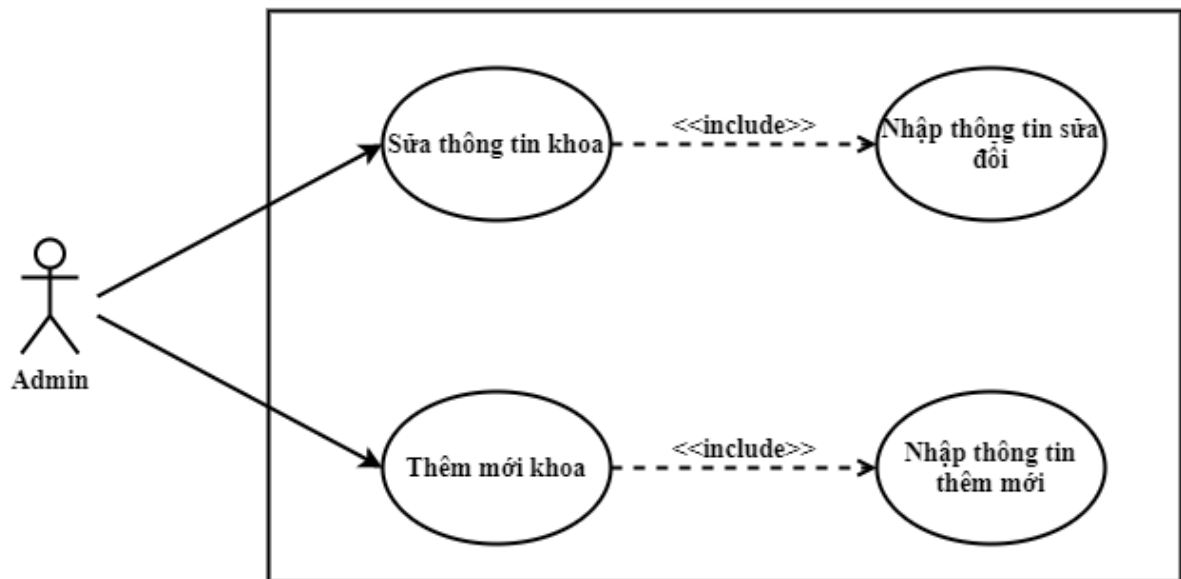 Sửa thông tin khoa
<<include>>
Nhập thông tin sửa
đổi
Admin
Thêm mới khoa
<<include>>
Nhập thông tin
thêm mới